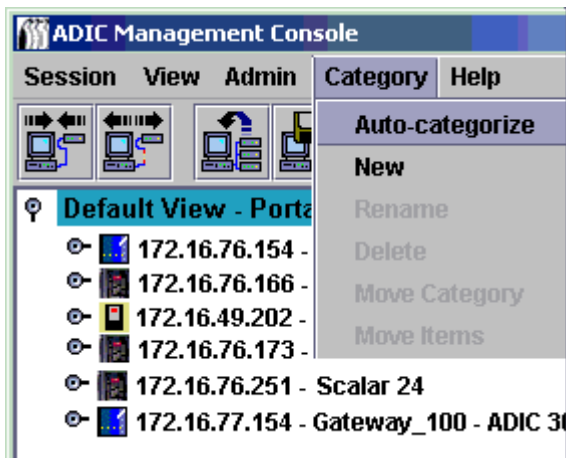 ADIC Management Console
Session View Admin Category Help
Auto-categorize
New
Rename
Delete
Move Category
Move Items
Default View - Porta
172.16.76.154 -
172.16.76.166 -
172.16.49.202 -
172.16.76.173 -
172.16.76.251 - Scalar 24
172.16.77.154 - Gateway_100 - ADIC 30